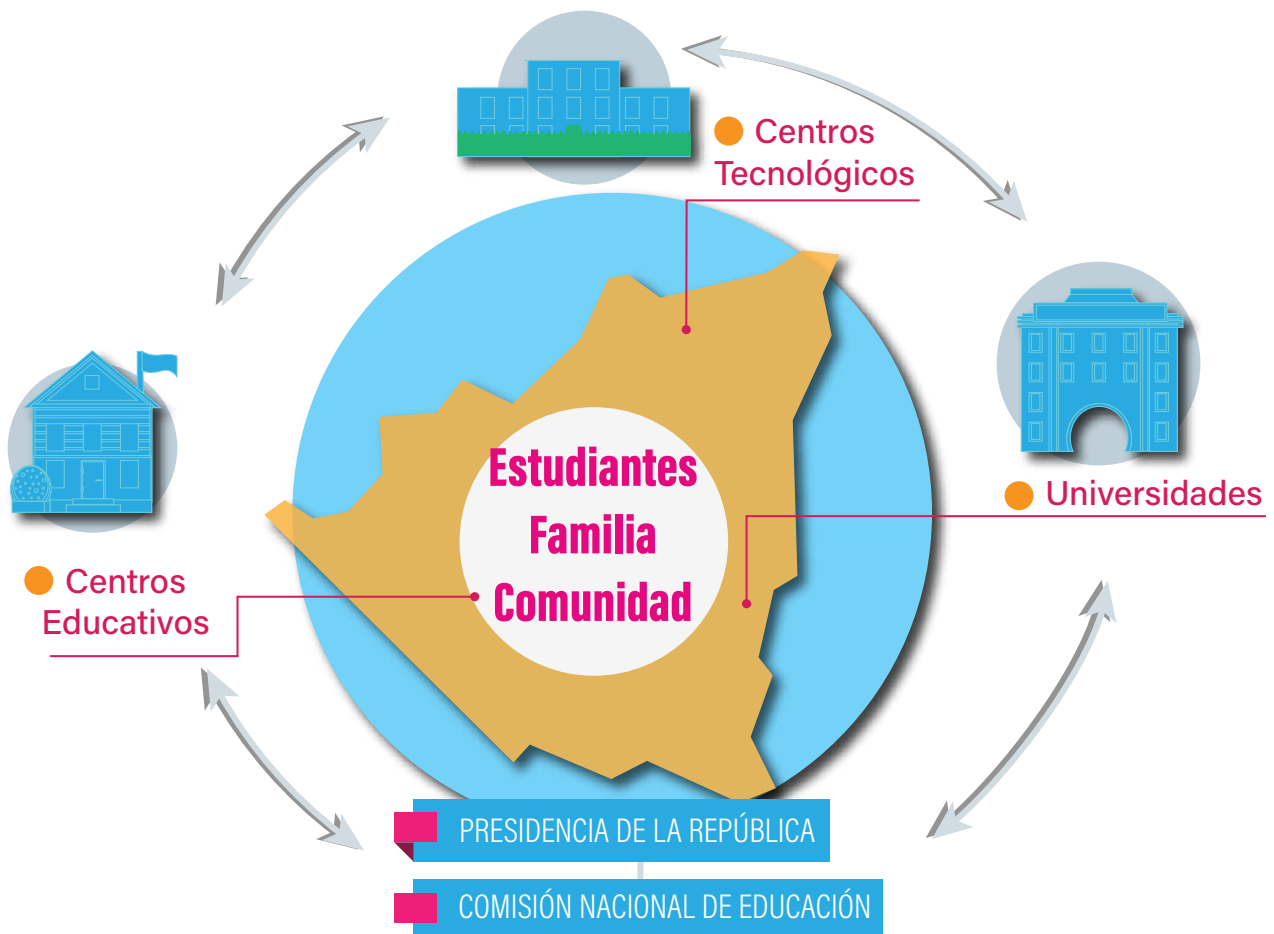 Centros
Tecnológicos
Universidades
Estudiantes
Familia
Comunidad
Centros
Educativos
PRESIDENCIA DE LA REPÚBLICA
COMISIÓN NACIONAL DE EDUCACIÓN